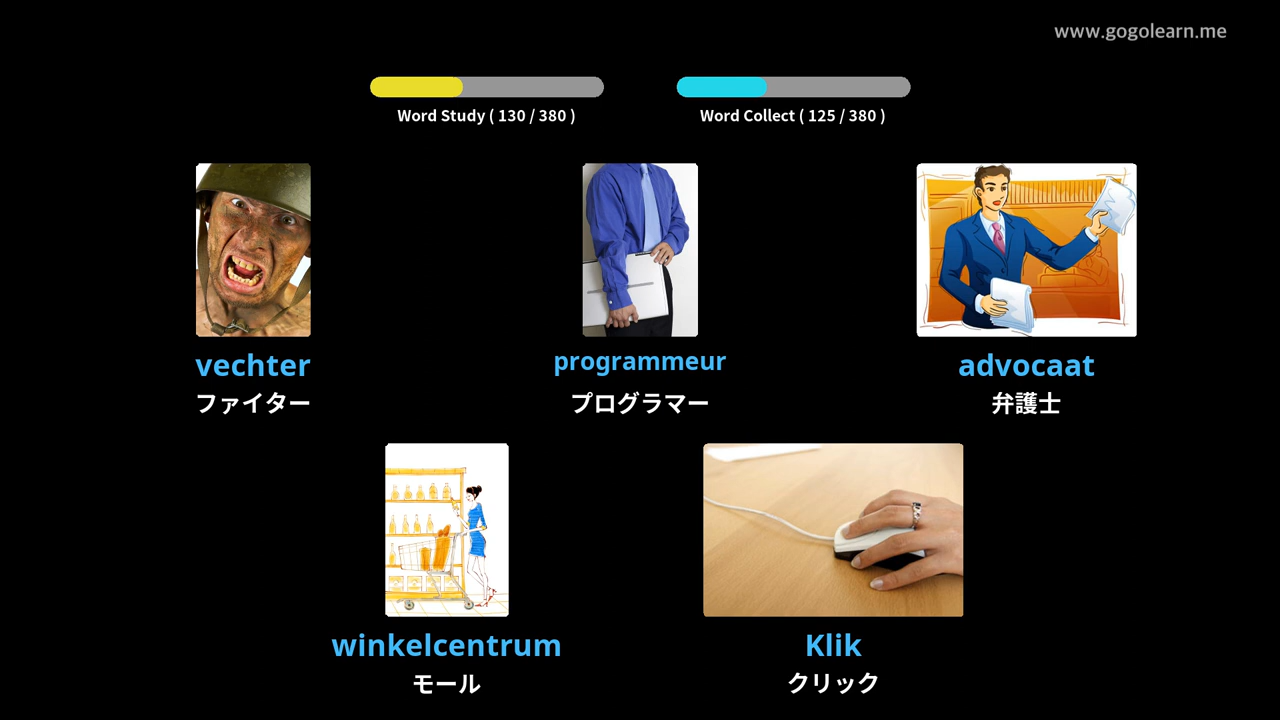 www.gogolearn.me
Word Study ( 130 / 380 )
Word Collect ( 125 / 380 )
vechter
ファイター
programmeur
プログラマー
advocaat
弁護士
winkelcentrum
モール
Klik
クリック